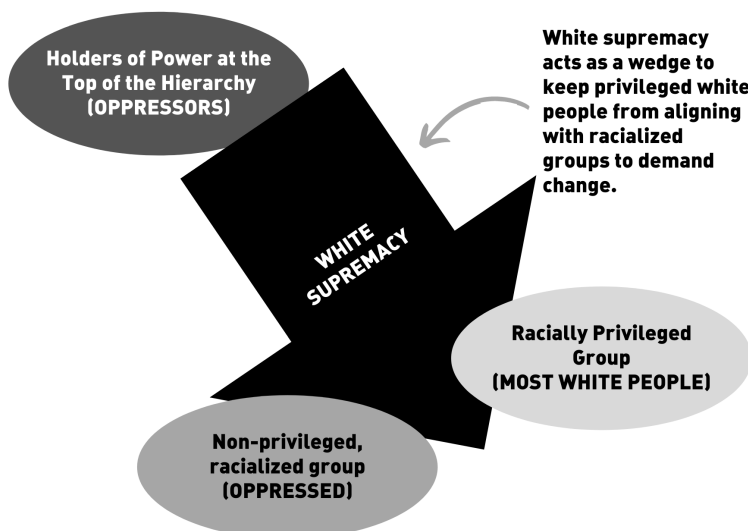 Holders of Power at the
Top of the Hierarchy
(OPPRESSORS)
White supremacy
acts as a wedge to
keep privileged white
people from aligning
with racialized
groups to demand
change.
WHITE
SUPREMACY
Racially Privileged
Group
(MOST WHITE PEOPLE)
Non-privileged,
racialized group
(OPPRESSED)